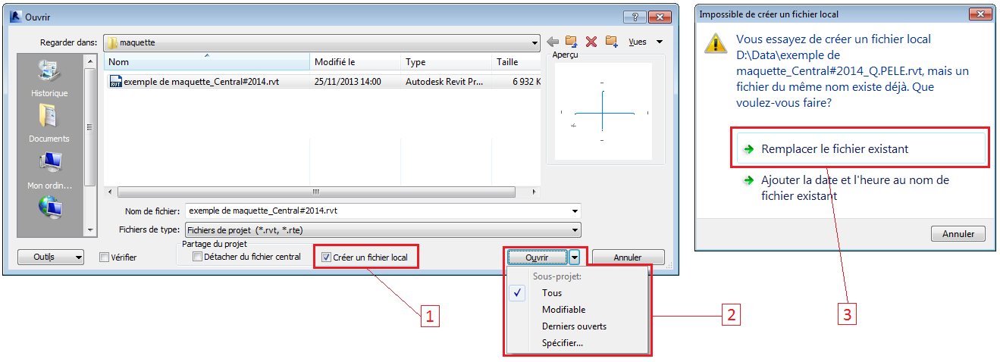 Ouvrir
Regarder dans: maquette Vues
Nom Modifié le Type Taille
exemple de maquette_Central#2014.rvt 25/11/2013 14:00 Autodesk Revit Pr... 6 932 K
RVT
Historique
Documents
Mon ordin...
Aperçu
Nom de fichier: exemple de maquette_Central#2014.rvt
Fichiers de type: Fichiers de projet (*.rvt, *.rte)
Partage du projet
Outils Vérifier Détacher du fichier central Créer un fichier local Ouvrir Annuler
Sous-projet:
Tous
Modifiable
Derniers ouverts
Spécifier...
1
2
Impossible de créer un fichier local
Vous essayez de créer un fichier local
D:\Data\exemple de
maquette_Central#2014_Q.PELE.rvt, mais un
fichier du même nom existe déjà. Que
voulez-vous faire?
Remplacer le fichier existant
Ajouter la date et l'heure au nom de
fichier existant
Annuler
3